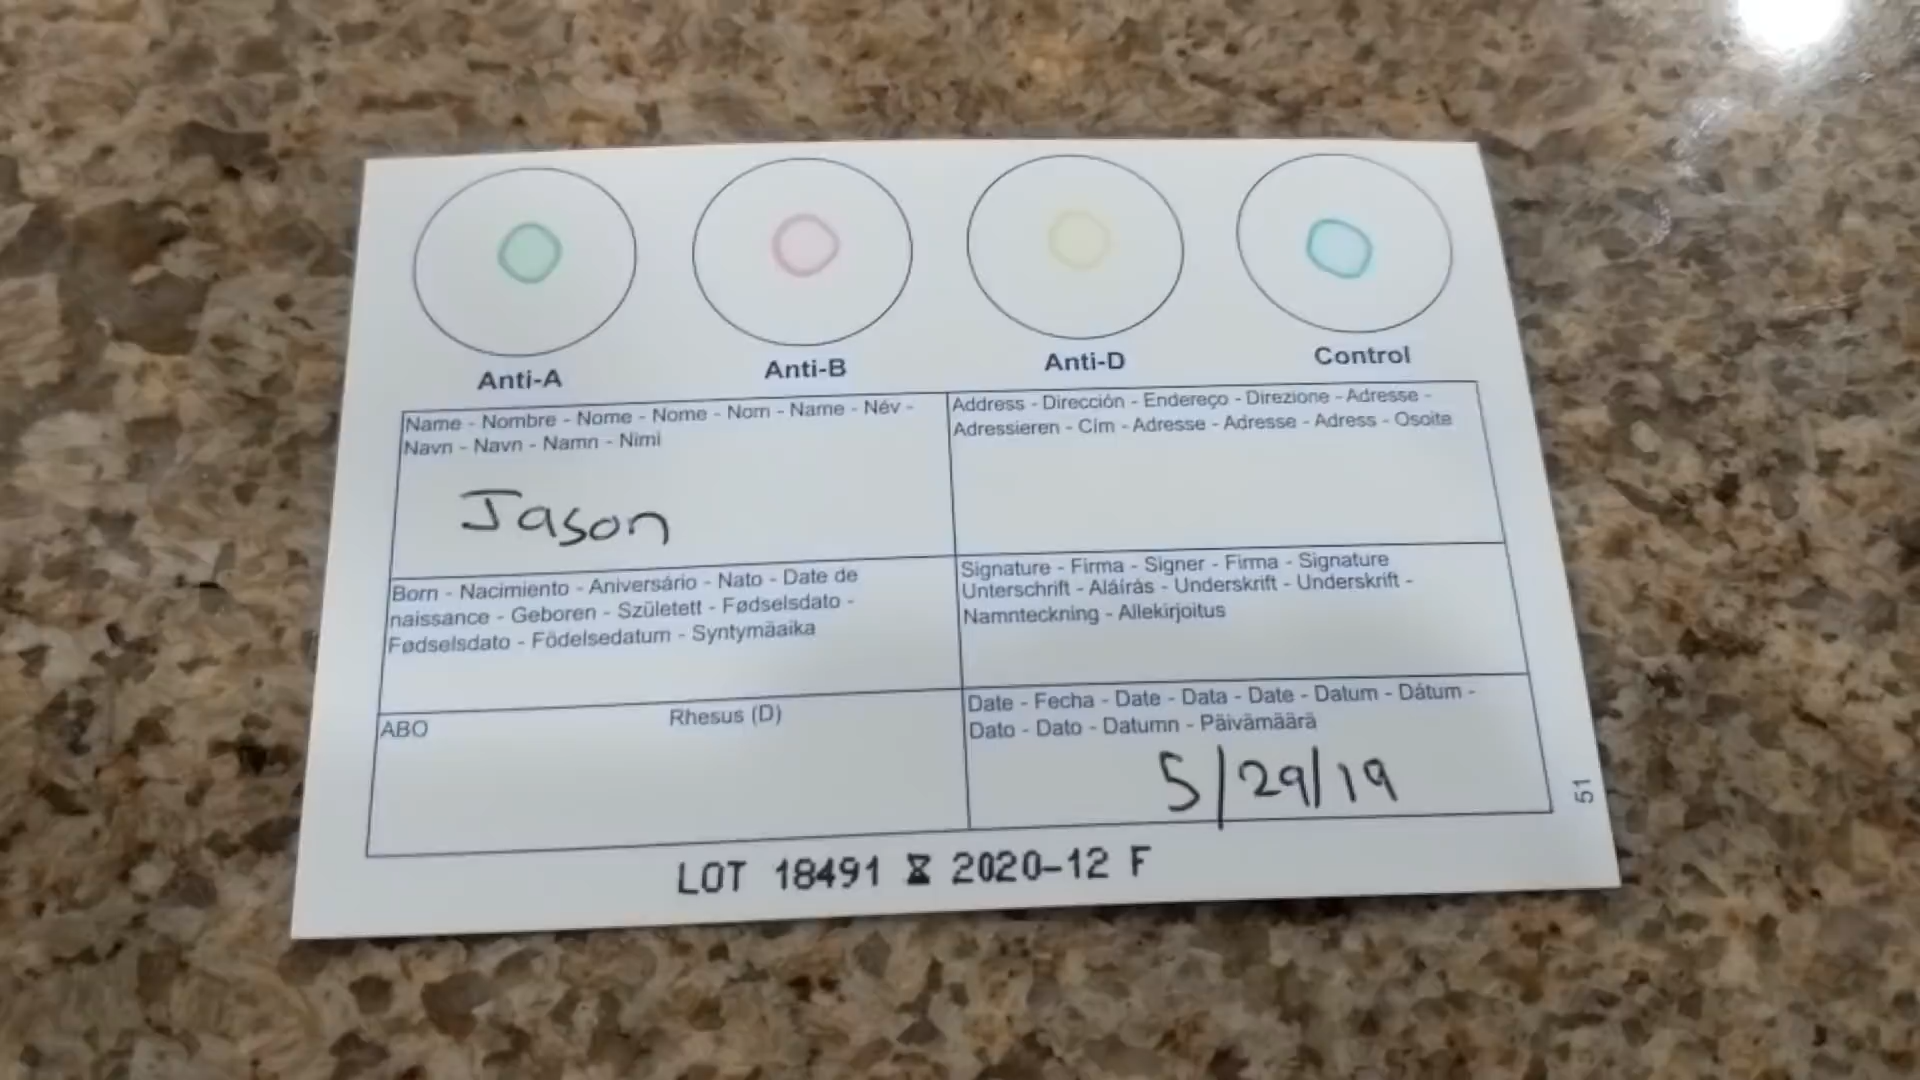 Anti-A
Anti-B
Anti-D
Control
Name - Nombre - Nome - Nome - Nom - Name - Név -
Navn - Navn - Namn - Nimi
Jason
Address - Dirección - Endereço - Direzione - Adresse -
Adressieren - Cím - Adresse - Adresse - Adress - Osoite
Born - Nacimiento - Aniversário - Nato - Date de
naissance - Geboren - Született - Fødselsdato -
Fødselsdato - Födelsedatum - Syntymäaika
Signature - Firma - Signer - Firma - Signature
Unterschrift - Aláírás - Underskrift - Underskrift -
Namnteckning - Allekirjoitus
ABO
Rhesus (D)
Date - Fecha - Date - Data - Date - Datum - Dátum -
Dato - Dato - Datumn - Päivämäärä
5/29/19
51
LOT 18491 ⧗ 2020-12 F